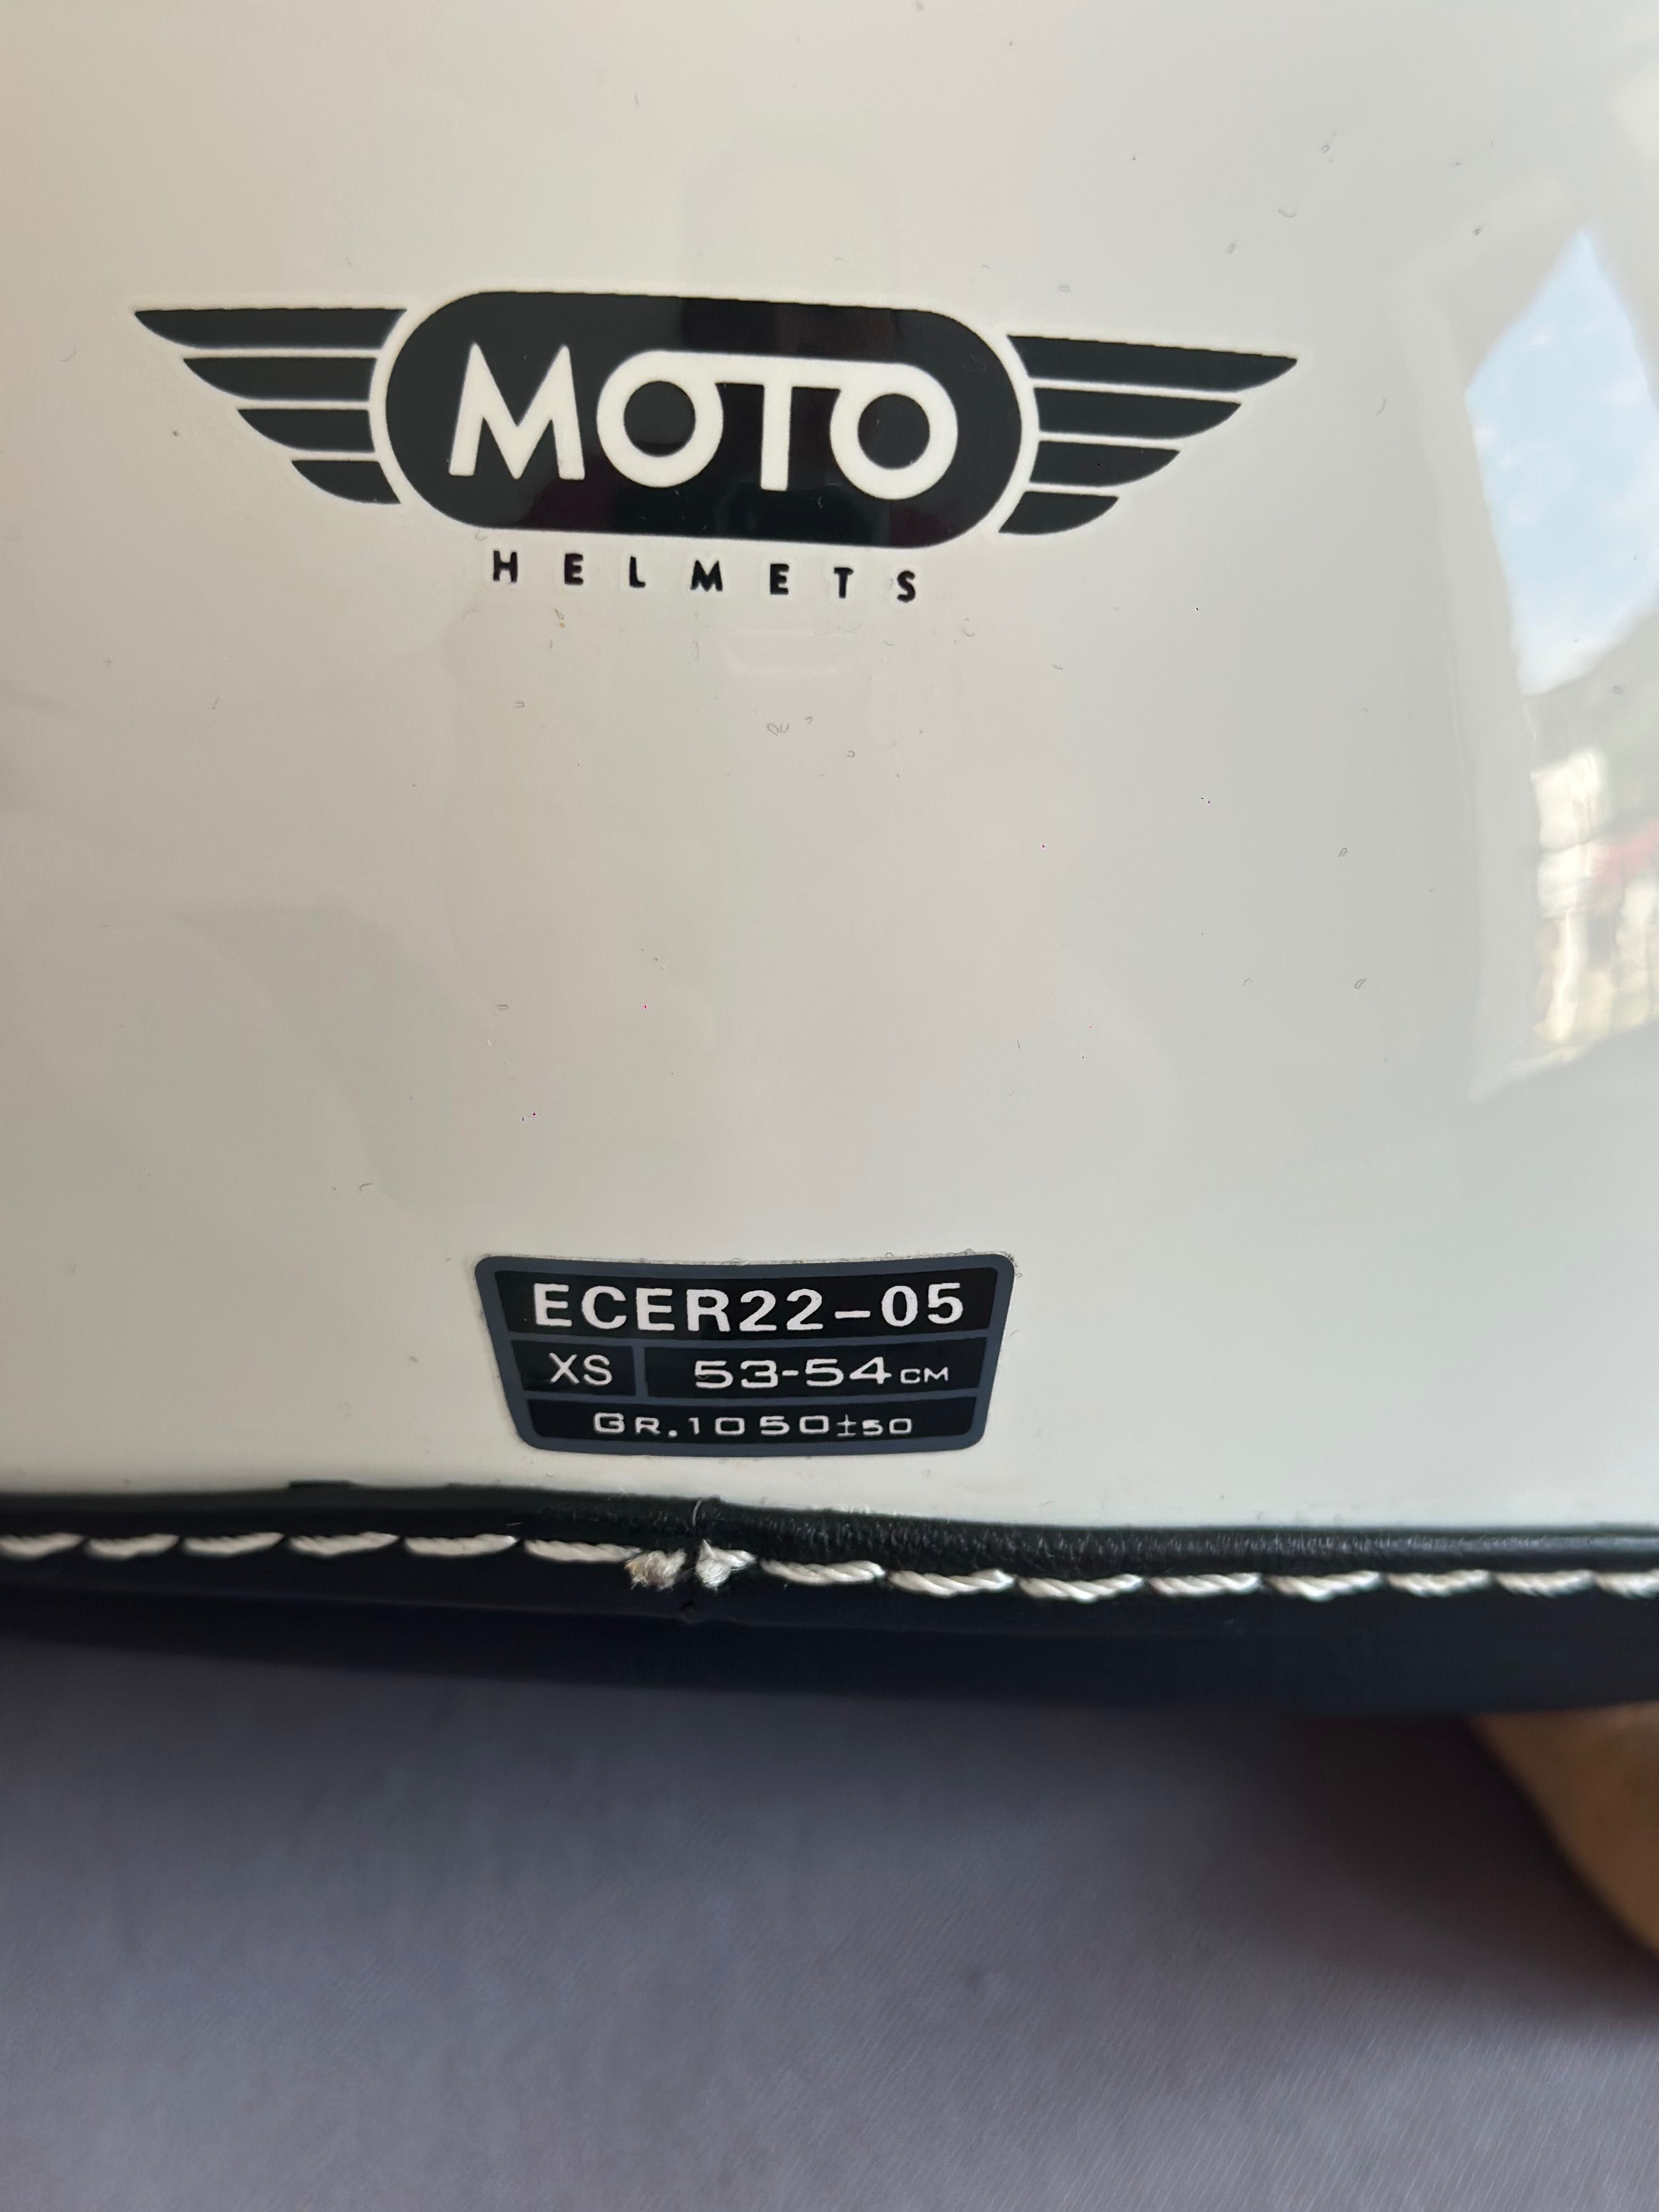 MOTO
HELMETS
ECER22-05
XS 53-54CM
GR.1050±50